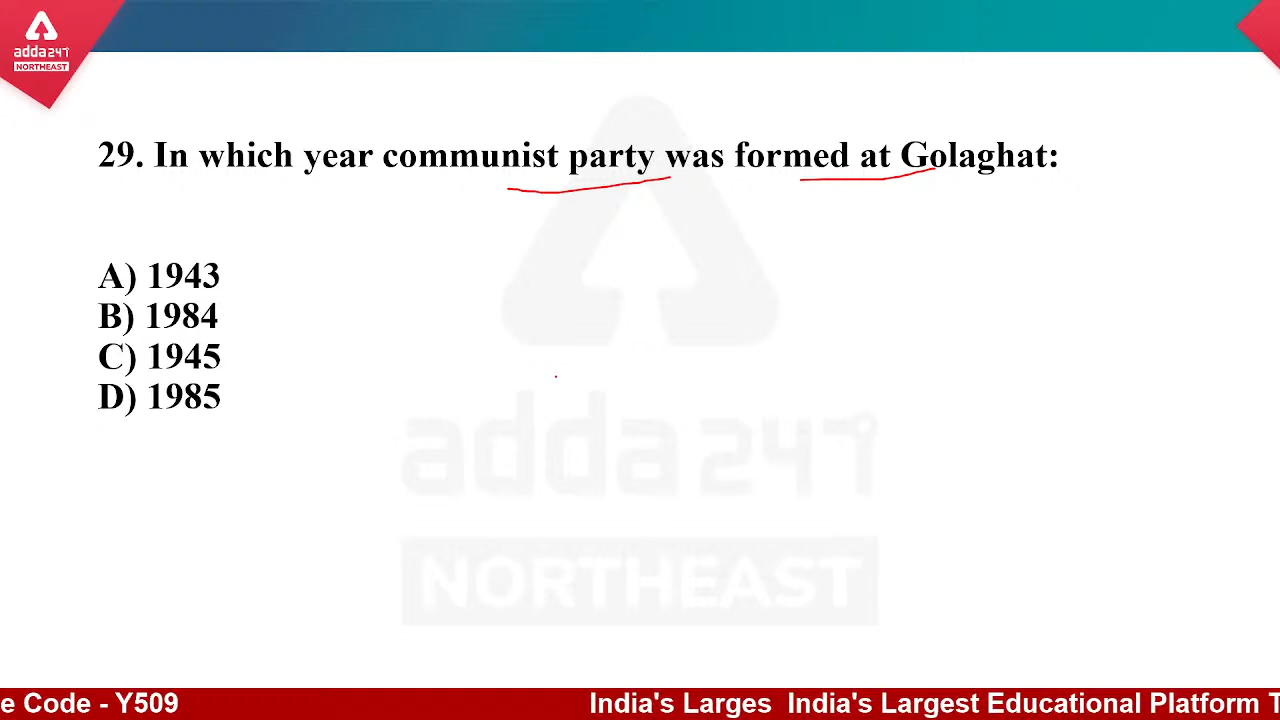 adda247
NORTHEAST
29. In which year communist party was formed at Golaghat:
A) 1943
B) 1984
C) 1945
D) 1985
adda247
NORTHEAST
e Code - Y509 India's Larges India's Largest Educational Platform T